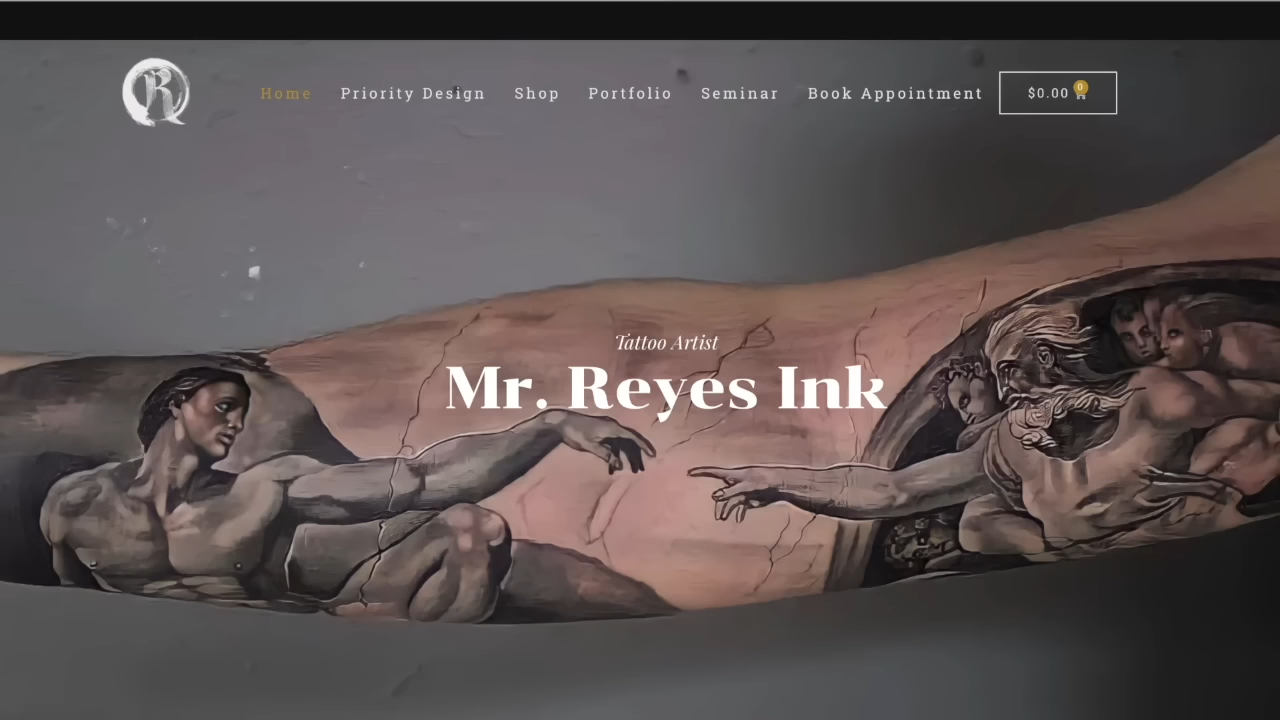 R
Home Priority Design Shop Portfolio Seminar Book Appointment $0.00 0
Tattoo Artist
Mr. Reyes Ink